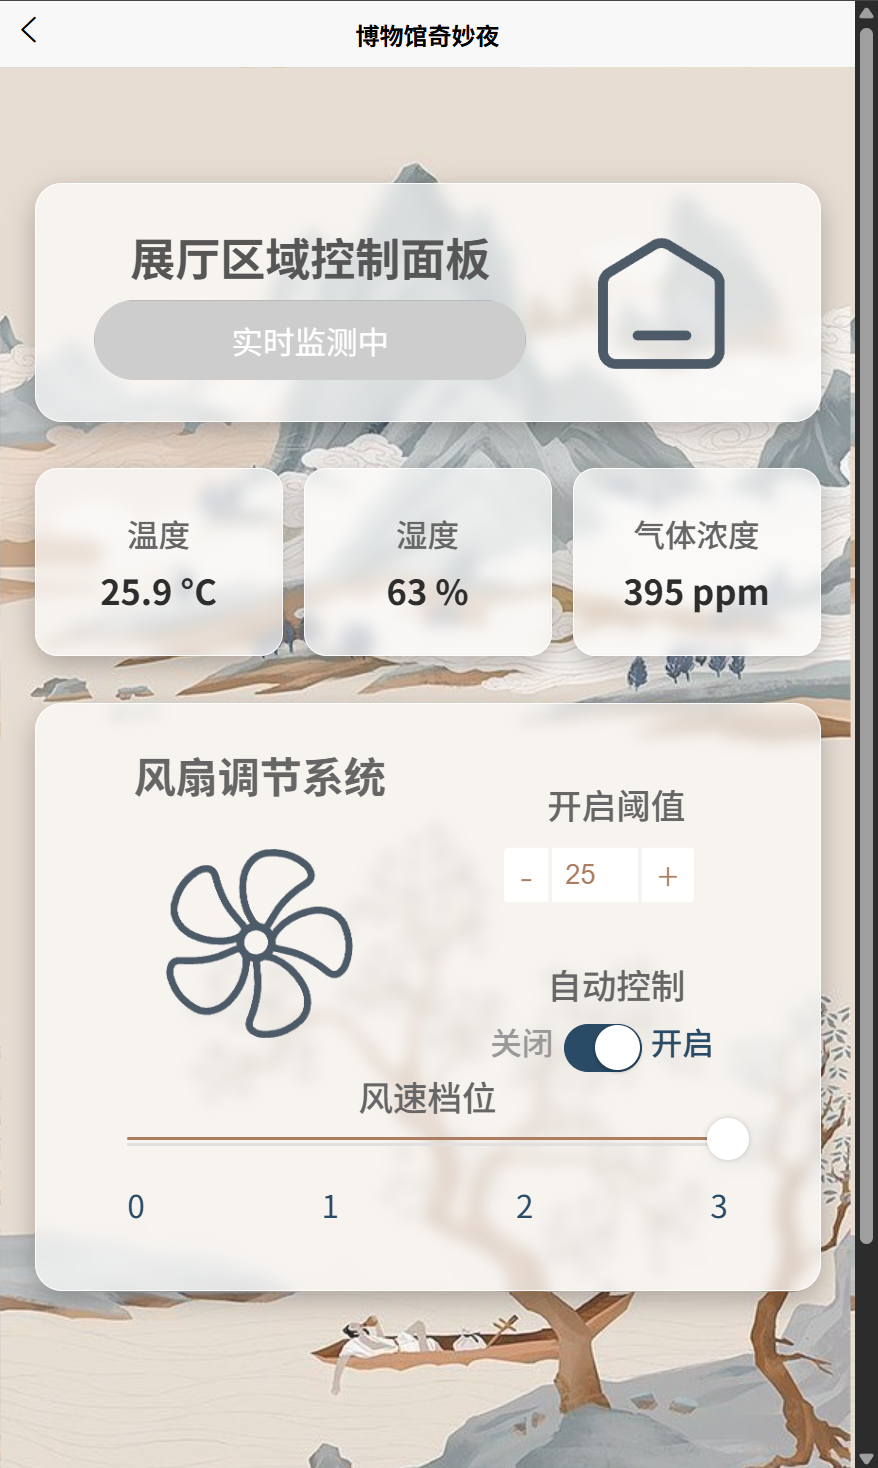 博物馆奇妙夜
展厅区域控制面板
实时监测中
温度
25.9 °C
湿度
63 %
气体浓度
395 ppm
风扇调节系统
开启阈值
- 25 +
自动控制
关闭 开启
风速档位
0 1 2 3